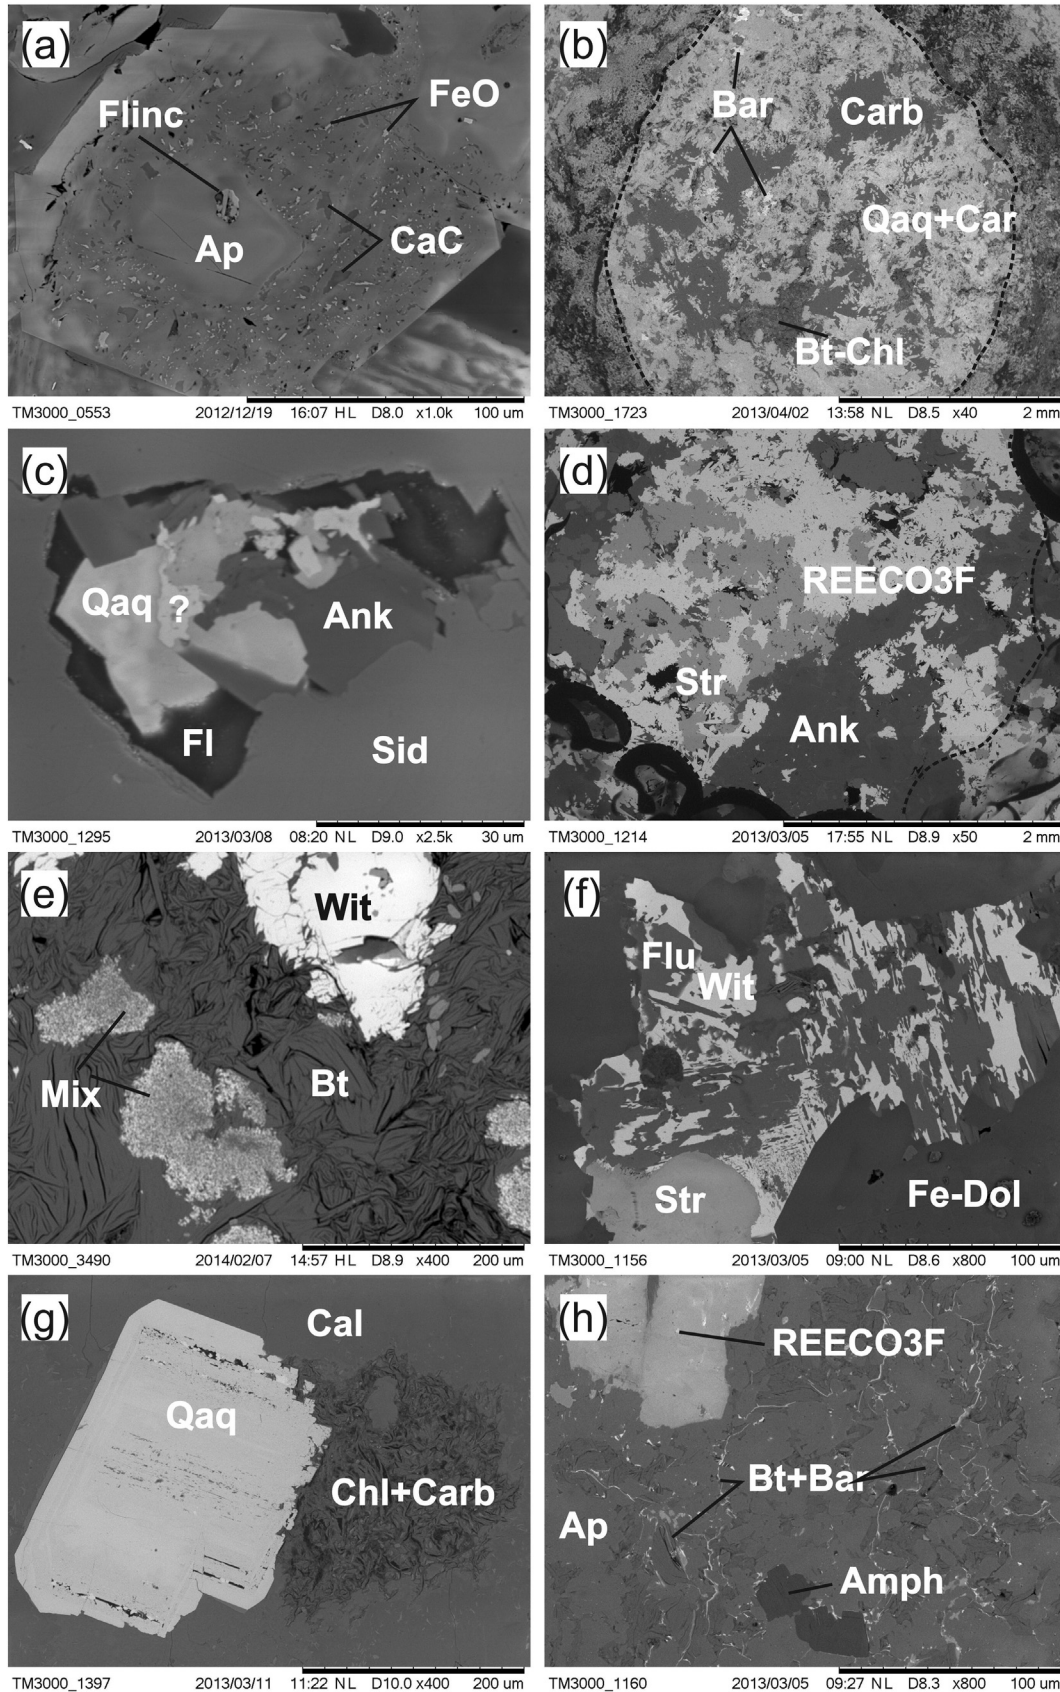 (a)
FeO
Flinc
Ap
CaC
TM3000_0553 2012/12/19 16:07 HL D8.0 x1.0k 100 um
(b)
Bar
Carb
Qaq+Car
Bt-Chl
TM3000_1723 2013/04/02 13:58 NL D8.5 x40 2 mm
(c)
Qaq ?
Ank
Fl
Sid
TM3000_1295 2013/03/08 08:20 NL D9.0 x2.5k 30 um
(d)
REECO3F
Str
Ank
TM3000_1214 2013/03/05 17:55 NL D8.9 x50 2 mm
(e)
Wit
Mix
Bt
TM3000_3490 2014/02/07 14:57 HL D8.9 x400 200 um
(f)
Flu
Wit
Str
Fe-Dol
TM3000_1156 2013/03/05 09:00 NL D8.6 x800 100 um
(g)
Cal
Qaq
Chl+Carb
TM3000_1397 2013/03/11 11:22 NL D10.0 x400 200 um
(h)
REECO3F
Bt+Bar
Ap
Amph
TM3000_1160 2013/03/05 09:27 NL D8.3 x800 100 um